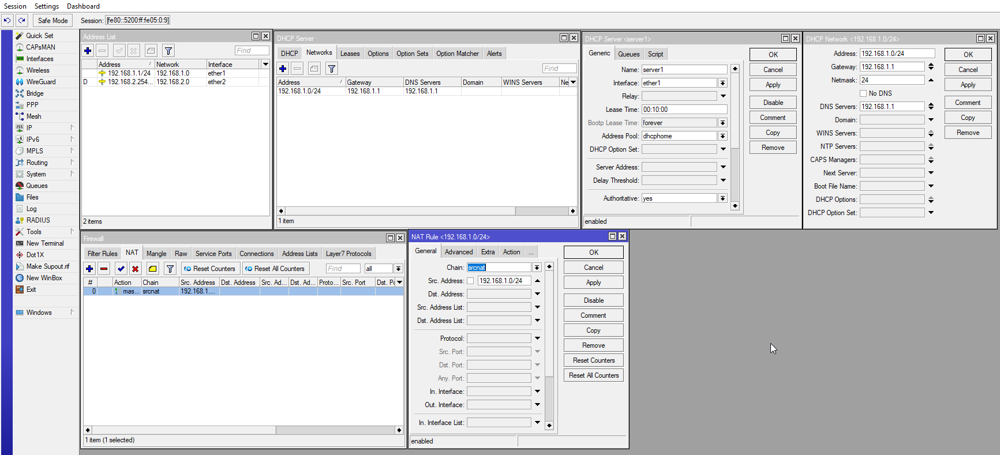 Session Settings Dashboard
Safe Mode Session: [fe80::5200:ff:fe05:0:9]
Quick Set
CAPsMAN
Interfaces
Wireless
WireGuard
Bridge
PPP
Mesh
IP
IPv6
MPLS
Routing
System
Queues
Files
Log
RADIUS
Tools
New Terminal
Dot1X
Make Supout.rif
New WinBox
Exit
Windows
Address List
Find
Address Network Interface
192.168.1.1/24 192.168.1.0 ether1
D 192.168.2.254... 192.168.2.0 ether2
2 items
DHCP Server
DHCP Networks Leases Options Option Sets Option Matcher Alerts
Find
Address Gateway DNS Servers Domain WINS Servers Ne
192.168.1.0/24 192.168.1.1 192.168.1.1
1 item
DHCP Server <server1>
Generic Queues Script
Name: server1
Interface: ether1
Relay:
Lease Time: 00:10:00
Bootp Lease Time: forever
Address Pool: dhcphome
DHCP Option Set:
Server Address:
Delay Threshold:
Authoritative: yes
OK
Cancel
Apply
Disable
Comment
Copy
Remove
enabled
DHCP Network <192.168.1.0/24>
Address: 192.168.1.0/24
Gateway: 192.168.1.1
Netmask: 24
No DNS
DNS Servers: 192.168.1.1
Domain:
WINS Servers:
NTP Servers:
CAPS Managers:
Next Server:
Boot File Name:
DHCP Options:
DHCP Option Set:
OK
Cancel
Apply
Comment
Copy
Remove
Firewall
Filter Rules NAT Mangle Raw Service Ports Connections Address Lists Layer7 Protocols
Reset Counters Reset All Counters Find all
# Action Chain Src. Address Dst. Address Src. Ad... Dst. Ad... Proto... Src. Port Dst. Po
0 mas... srcnat 192.168.1....
1 item (1 selected)
NAT Rule <192.168.1.0/24>
General Advanced Extra Action ...
Chain: srcnat
Src. Address: 192.168.1.0/24
Dst. Address:
Src. Address List:
Dst. Address List:
Protocol:
Src. Port:
Dst. Port:
Any. Port:
In. Interface:
Out. Interface:
In. Interface List:
OK
Cancel
Apply
Disable
Comment
Copy
Remove
Reset Counters
Reset All Counters
enabled